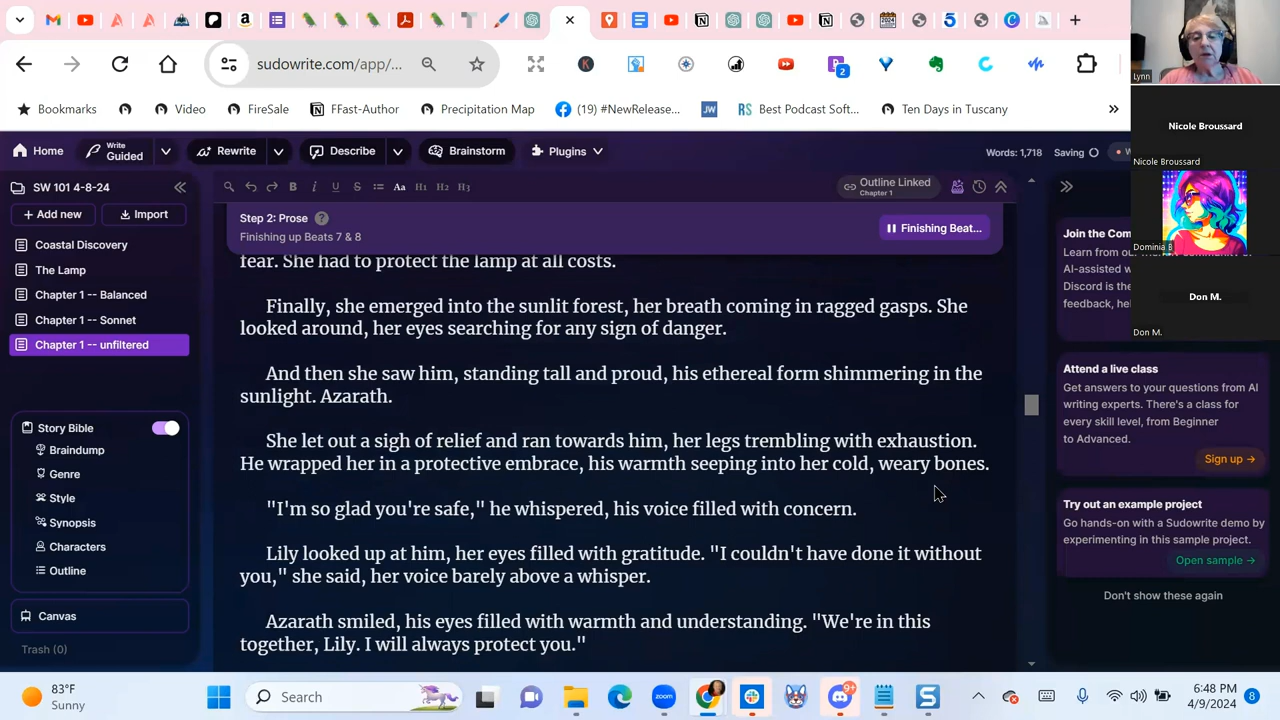 sudowrite.com/app/...
2
Bookmarks
Video
FireSale
FFast-Author
Precipitation Map
(19) #NewRelease...
JW
RS Best Podcast Soft...
Ten Days in Tuscany
»
Lynn
Nicole Broussard
Nicole Broussard
Dominia B
Don M.
Don M.
Home
Write
Guided
Rewrite
Describe
Brainstorm
Plugins
Words: 1,718
Saving
SW 101 4-8-24
+ Add new
Import
Coastal Discovery
The Lamp
Chapter 1 -- Balanced
Chapter 1 -- Sonnet
Chapter 1 -- unfiltered
Story Bible
Braindump
Genre
Style
Synopsis
Characters
Outline
Canvas
Trash (0)
B i U S Aa H1 H2 H3
Outline Linked
Chapter 1
Step 2: Prose ?
Finishing up Beats 7 & 8
Finishing Beat...
fear. She had to protect the lamp at all costs.
Finally, she emerged into the sunlit forest, her breath coming in ragged gasps. She
looked around, her eyes searching for any sign of danger.
And then she saw him, standing tall and proud, his ethereal form shimmering in the
sunlight. Azarath.
She let out a sigh of relief and ran towards him, her legs trembling with exhaustion.
He wrapped her in a protective embrace, his warmth seeping into her cold, weary bones.
"I'm so glad you're safe," he whispered, his voice filled with concern.
Lily looked up at him, her eyes filled with gratitude. "I couldn't have done it without
you," she said, her voice barely above a whisper.
Azarath smiled, his eyes filled with warmth and understanding. "We're in this
together, Lily. I will always protect you."
Join the Com
Learn from ou
AI-assisted w
Discord is the
feedback, he
Attend a live class
Get answers to your questions from AI
writing experts. There's a class for
every skill level, from Beginner
to Advanced.
Sign up →
Try out an example project
Go hands-on with a Sudowrite demo by
experimenting in this sample project.
Open sample →
Don't show these again
83°F
Sunny
Search
zoom
9+
S
6:48 PM
4/9/2024
8